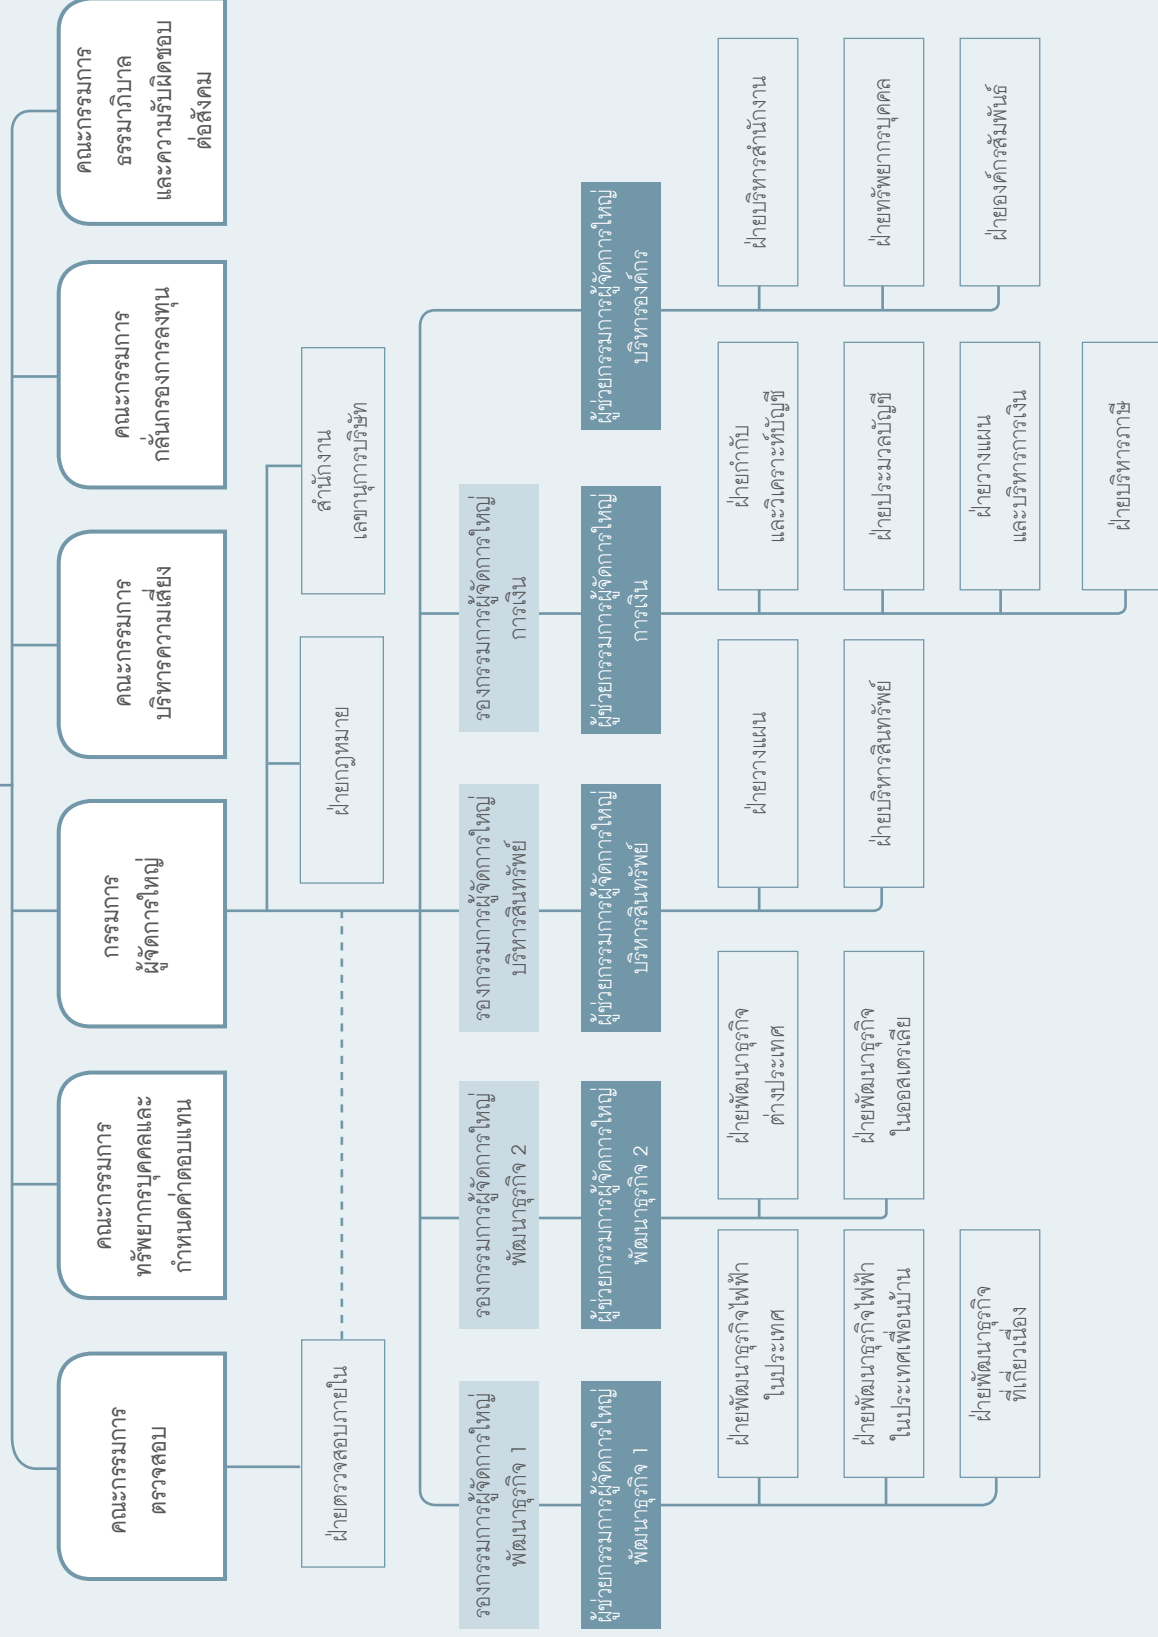 คณะกรรมการ
ตรวจสอบ
คณะกรรมการ
ทรัพยากรบุคคลและ
กำหนดค่าตอบแทน
กรรมการ
ผู้จัดการใหญ่
คณะกรรมการ
บริหารความเสี่ยง
คณะกรรมการ
กลั่นกรองการลงทุน
คณะกรรมการ
ธรรมาภิบาล
และความรับผิดชอบ
ต่อสังคม
ฝ่ายตรวจสอบภายใน
ฝ่ายกฎหมาย
สำนักงาน
เลขานุการบริษัท
รองกรรมการผู้จัดการใหญ่
พัฒนาธุรกิจ 1
รองกรรมการผู้จัดการใหญ่
พัฒนาธุรกิจ 2
รองกรรมการผู้จัดการใหญ่
บริหารสินทรัพย์
รองกรรมการผู้จัดการใหญ่
การเงิน
ผู้ช่วยกรรมการผู้จัดการใหญ่
พัฒนาธุรกิจ 1
ผู้ช่วยกรรมการผู้จัดการใหญ่
พัฒนาธุรกิจ 2
ผู้ช่วยกรรมการผู้จัดการใหญ่
บริหารสินทรัพย์
ผู้ช่วยกรรมการผู้จัดการใหญ่
การเงิน
ผู้ช่วยกรรมการผู้จัดการใหญ่
บริหารองค์กร
ฝ่ายพัฒนาธุรกิจไฟฟ้า
ในประเทศ
ฝ่ายพัฒนาธุรกิจ
ต่างประเทศ
ฝ่ายวางแผน
ฝ่ายกำกับ
และวิเคราะห์บัญชี
ฝ่ายบริหารสำนักงาน
ฝ่ายพัฒนาธุรกิจไฟฟ้า
ในประเทศเพื่อนบ้าน
ฝ่ายพัฒนาธุรกิจ
ในออสเตรเลีย
ฝ่ายบริหารสินทรัพย์
ฝ่ายประมวลบัญชี
ฝ่ายทรัพยากรบุคคล
ฝ่ายพัฒนาธุรกิจ
ที่เกี่ยวเนื่อง
ฝ่ายวางแผน
และบริหารการเงิน
ฝ่ายองค์กรสัมพันธ์
ฝ่ายบริหารภาษี